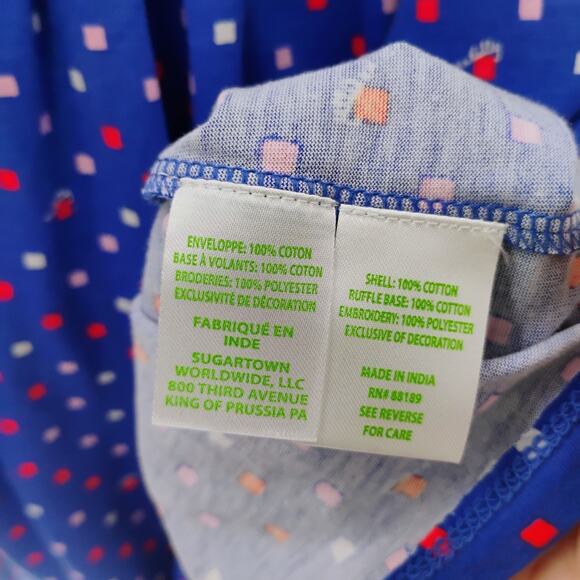 ENVELOPPE: 100% COTON
BASE À VOLANTS: 100% COTON
BRODERIES: 100% POLYESTER
EXCLUSIVITÉ DE DÉCORATION
FABRIQUÉ EN
INDE
SUGARTOWN
WORLDWIDE, LLC
800 THIRD AVENUE
KING OF PRUSSIA PA
SHELL: 100% COTTON
RUFFLE BASE: 100% COTTON
EMBROIDERY: 100% POLYESTER
EXCLUSIVE OF DECORATION
MADE IN INDIA
RN# 88189
SEE REVERSE
FOR CARE